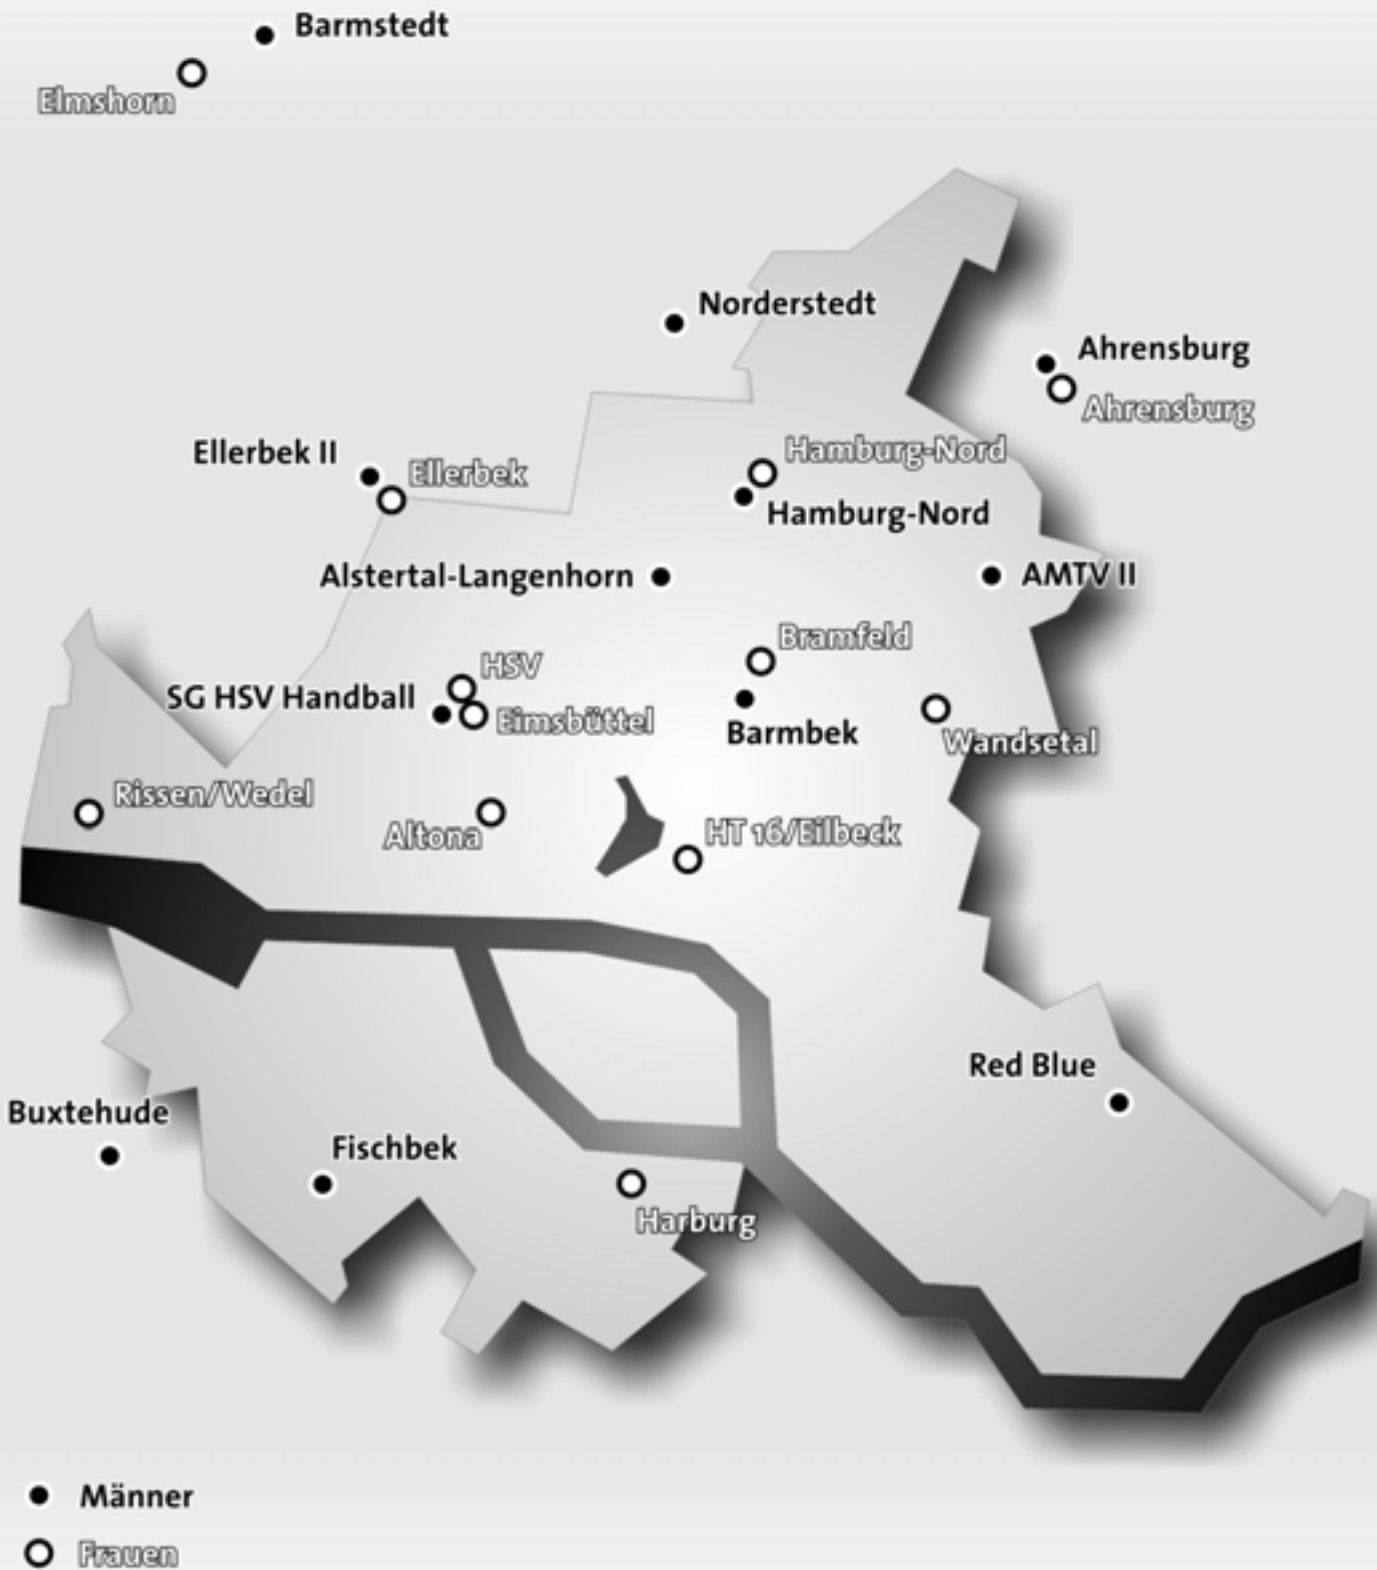 Barmstedt
Elmshorn
Norderstedt
Ahrensburg
Ahrensburg
Ellerbek II
Ellerbek
Hamburg-Nord
Hamburg-Nord
Alstertal-Langenhorn
AMTV II
Bramfeld
HSV
SG HSV Handball
Eimsbüttel
Barmbek
Wandsetal
Rissen/Wedel
Altona
HT 16/Eilbeck
Red Blue
Buxtehude
Fischbek
Harburg
Männer
Frauen